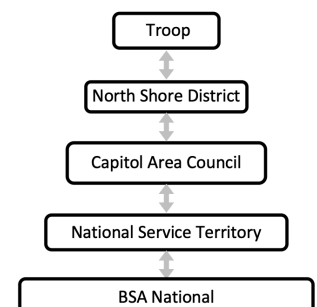 Troop
North Shore District
Capitol Area Council
National Service Territory
BSA National